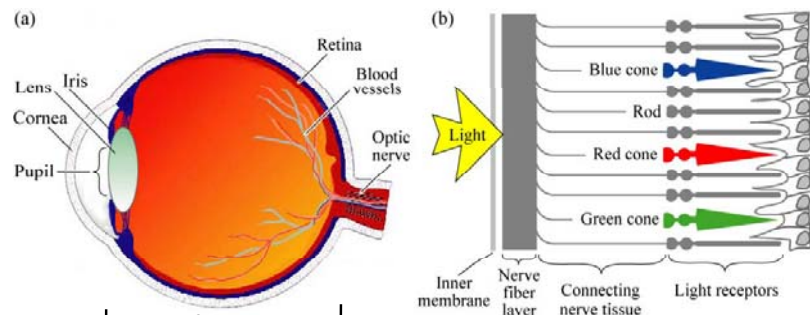 (a)
Retina
Blood
vessels
Iris
Lens
Cornea
Pupil
Optic
nerve
(b)
Blue cone
Rod
Light
Red cone
Green cone
Inner
membrane
Nerve
fiber
layer
Connecting
nerve tissue
Light receptors